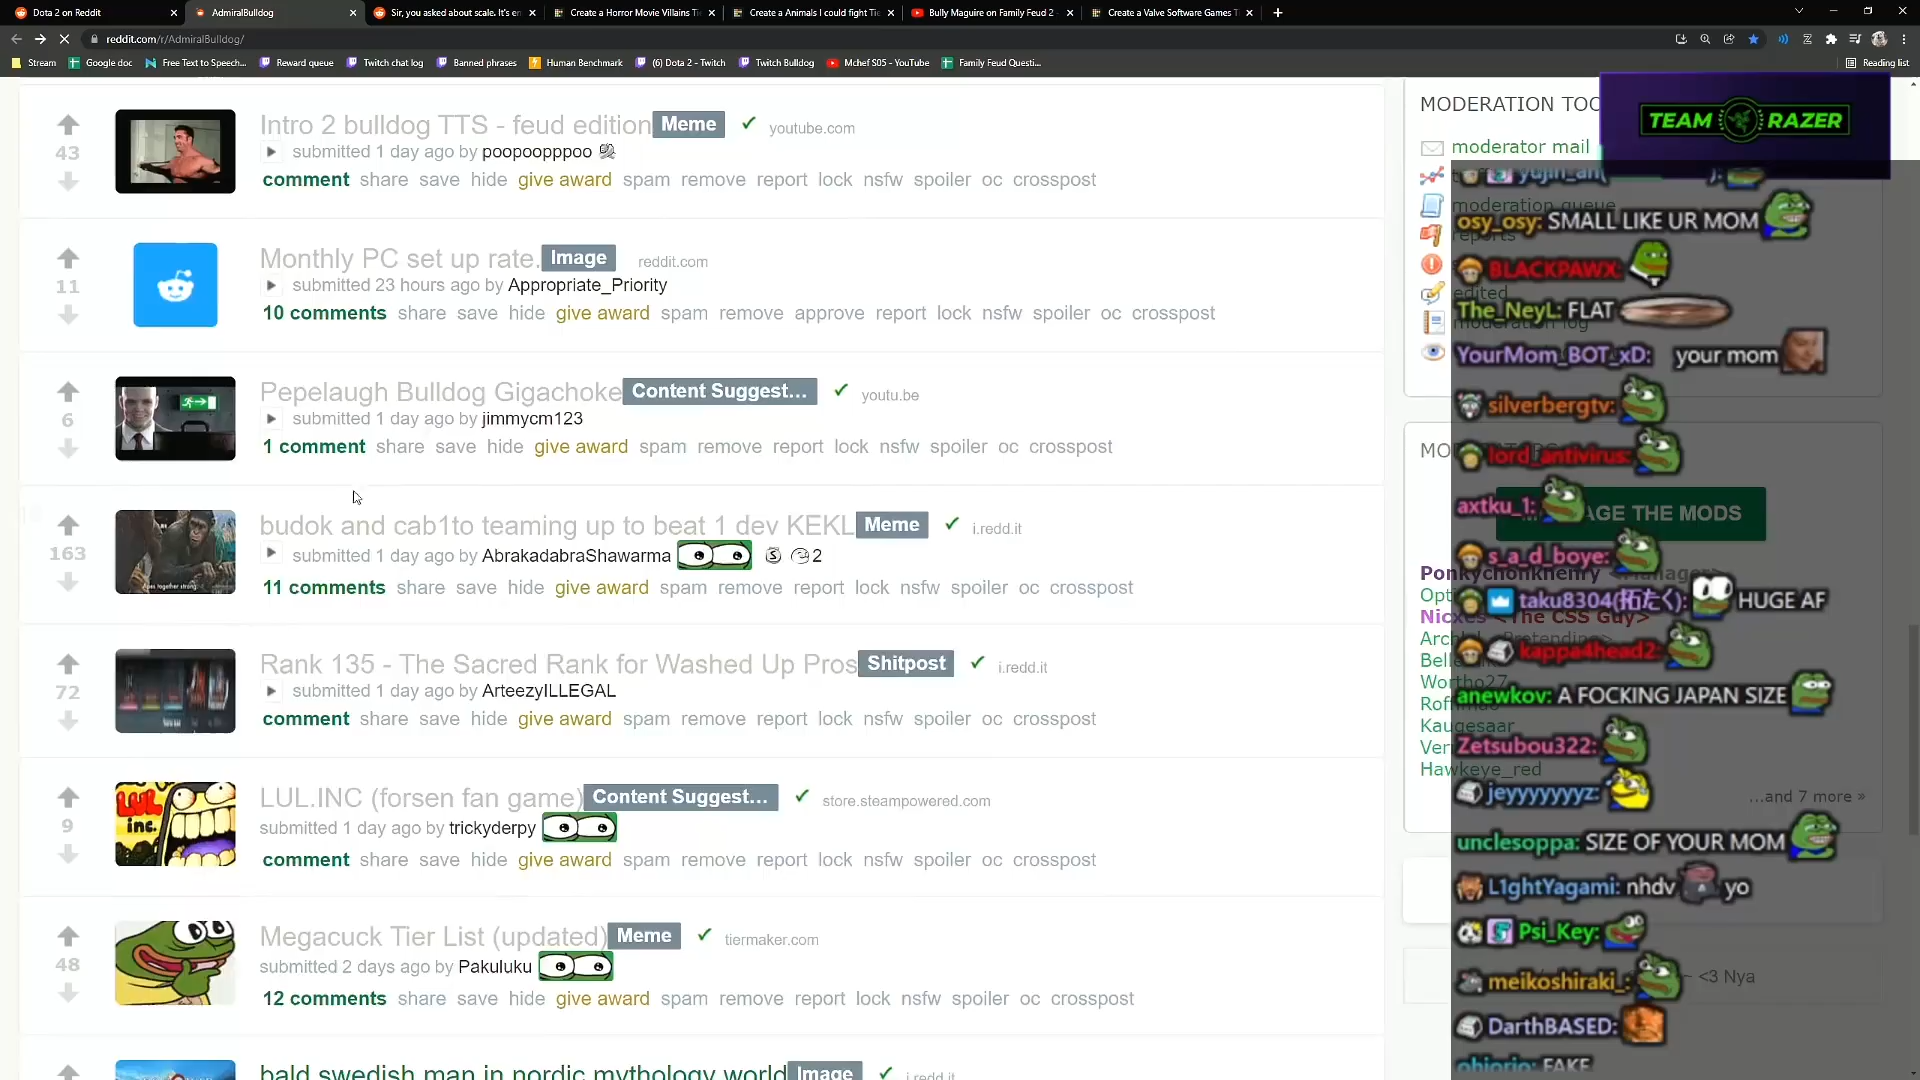 Dota 2 on Reddit
AdmiralBulldog
Sir, you asked about scale. It's en
Create a Horror Movie Villains Ti
Create a Animals I could fight Tie
Bully Maguire on Family Feud 2 -
Create a Valve Software Games T
reddit.com/r/AdmiralBulldog/
Stream
Google doc
Free Text to Speech...
Reward queue
Twitch chat log
Banned phrases
Human Benchmark
(6) Dota 2 - Twitch
Twitch Bulldog
Mchef S05 - YouTube
Family Feud Questi...
Reading list
43
Intro 2 bulldog TTS - feud edition Meme youtube.com
submitted 1 day ago by poopoopppoo
comment share save hide give award spam remove report lock nsfw spoiler oc crosspost
11
Monthly PC set up rate. Image reddit.com
submitted 23 hours ago by Appropriate_Priority
10 comments share save hide give award spam remove approve report lock nsfw spoiler oc crosspost
6
Pepelaugh Bulldog Gigachoke Content Suggest... youtu.be
submitted 1 day ago by jimmycm123
1 comment share save hide give award spam remove report lock nsfw spoiler oc crosspost
163
Apes together strong.
budok and cab1to teaming up to beat 1 dev KEKL Meme i.redd.it
submitted 1 day ago by AbrakadabraShawarma 2
11 comments share save hide give award spam remove report lock nsfw spoiler oc crosspost
72
Rank 135 - The Sacred Rank for Washed Up Pros Shitpost i.redd.it
submitted 1 day ago by ArteezyILLEGAL
comment share save hide give award spam remove report lock nsfw spoiler oc crosspost
9
LUL inc.
LUL.INC (forsen fan game) Content Suggest... store.steampowered.com
submitted 1 day ago by trickyderpy
comment share save hide give award spam remove report lock nsfw spoiler oc crosspost
48
Megacuck Tier List (updated) Meme tiermaker.com
submitted 2 days ago by Pakuluku
12 comments share save hide give award spam remove report lock nsfw spoiler oc crosspost
bald swedish man in nordic mythology world Image i.redd.it
MODERATION TOO
TEAM RAZER
moderator mail
moderation queue
reports
edited
moderation log
AGE THE MODS
Ponkychonkhenry
Nicxes <The CSS Guy>
Wortho27
Kaugesaar
Hawkeye_red
...and 7 more »
<3 Nya
osy_osy: SMALL LIKE UR MOM
BLACKPAWX:
The_NeyL: FLAT
YourMom_BOT_xD: your mom
silverbergtv:
lord_antivirus:
axtku_1:
s_a_d_boye:
taku8304(拓たく): HUGE AF
kappa4head2:
anewkov: A FOCKING JAPAN SIZE
Zetsubou322:
jeyyyyyyz:
unclesoppa: SIZE OF YOUR MOM
L1ghtYagami: nhdv yo
Psi_Key:
meikoshiraki_:
DarthBASED:
ohiorio: FAKE